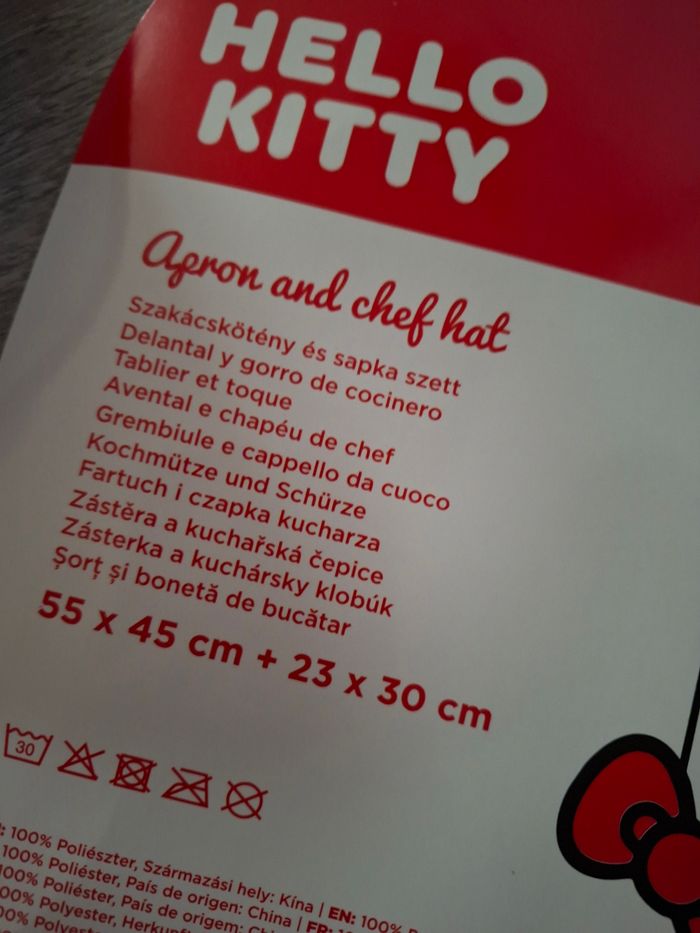 HELLO
KITTY
Apron and chef hat
Szakácskötény és sapka szett
Delantal y gorro de cocinero
Tablier et toque
Avental e chapéu de chef
Grembiule e cappello da cuoco
Kochmütze und Schürze
Fartuch i czapka kucharza
Zástěra a kuchařská čepice
Zásterka a kuchársky klobúk
Șorț și bonetă de bucătar
55 x 45 cm + 23 x 30 cm
30
100% Poliészter, Származási hely: Kína | EN: 100%
100% Poliéster, País de origen: China | FR:
100% Poliéster, País de origem:
Polyester,